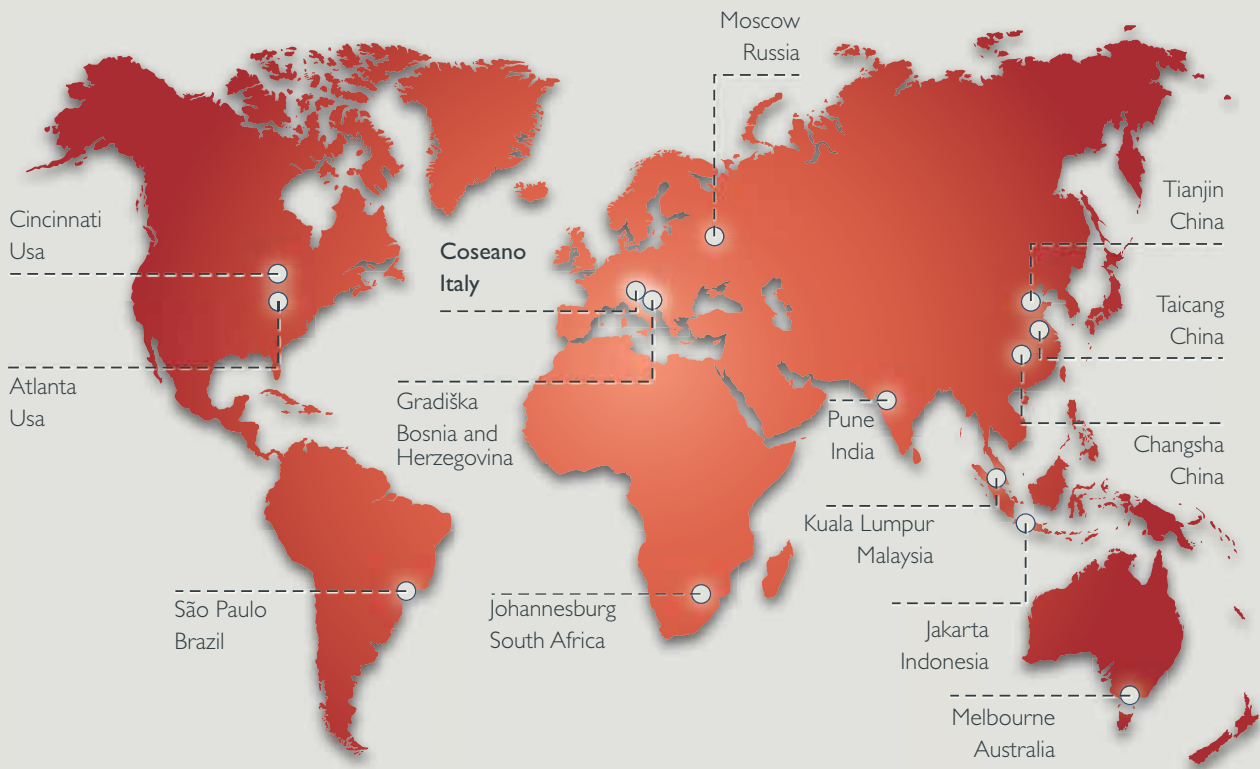 Moscow
Russia
Cincinnati
Usa
Coseano
Italy
Tianjin
China
Taicang
China
Atlanta
Usa
Gradiška
Bosnia and
Herzegovina
Pune
India
Changsha
China
Kuala Lumpur
Malaysia
São Paulo
Brazil
Johannesburg
South Africa
Jakarta
Indonesia
Melbourne
Australia